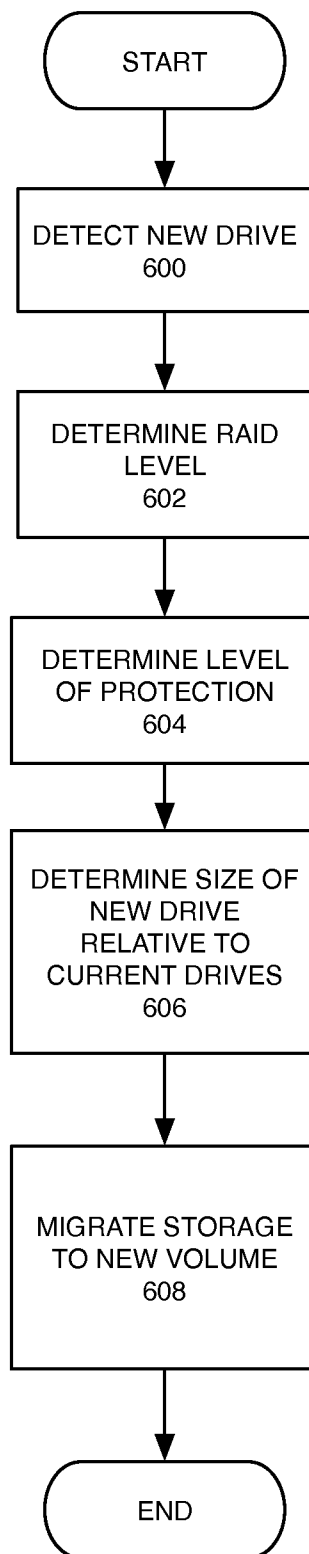 START
DETECT NEW DRIVE
600
DETERMINE RAID
LEVEL
602
DETERMINE LEVEL
OF PROTECTION
604
DETERMINE SIZE OF
NEW DRIVE
RELATIVE TO
CURRENT DRIVES
606
MIGRATE STORAGE
TO NEW VOLUME
608
END